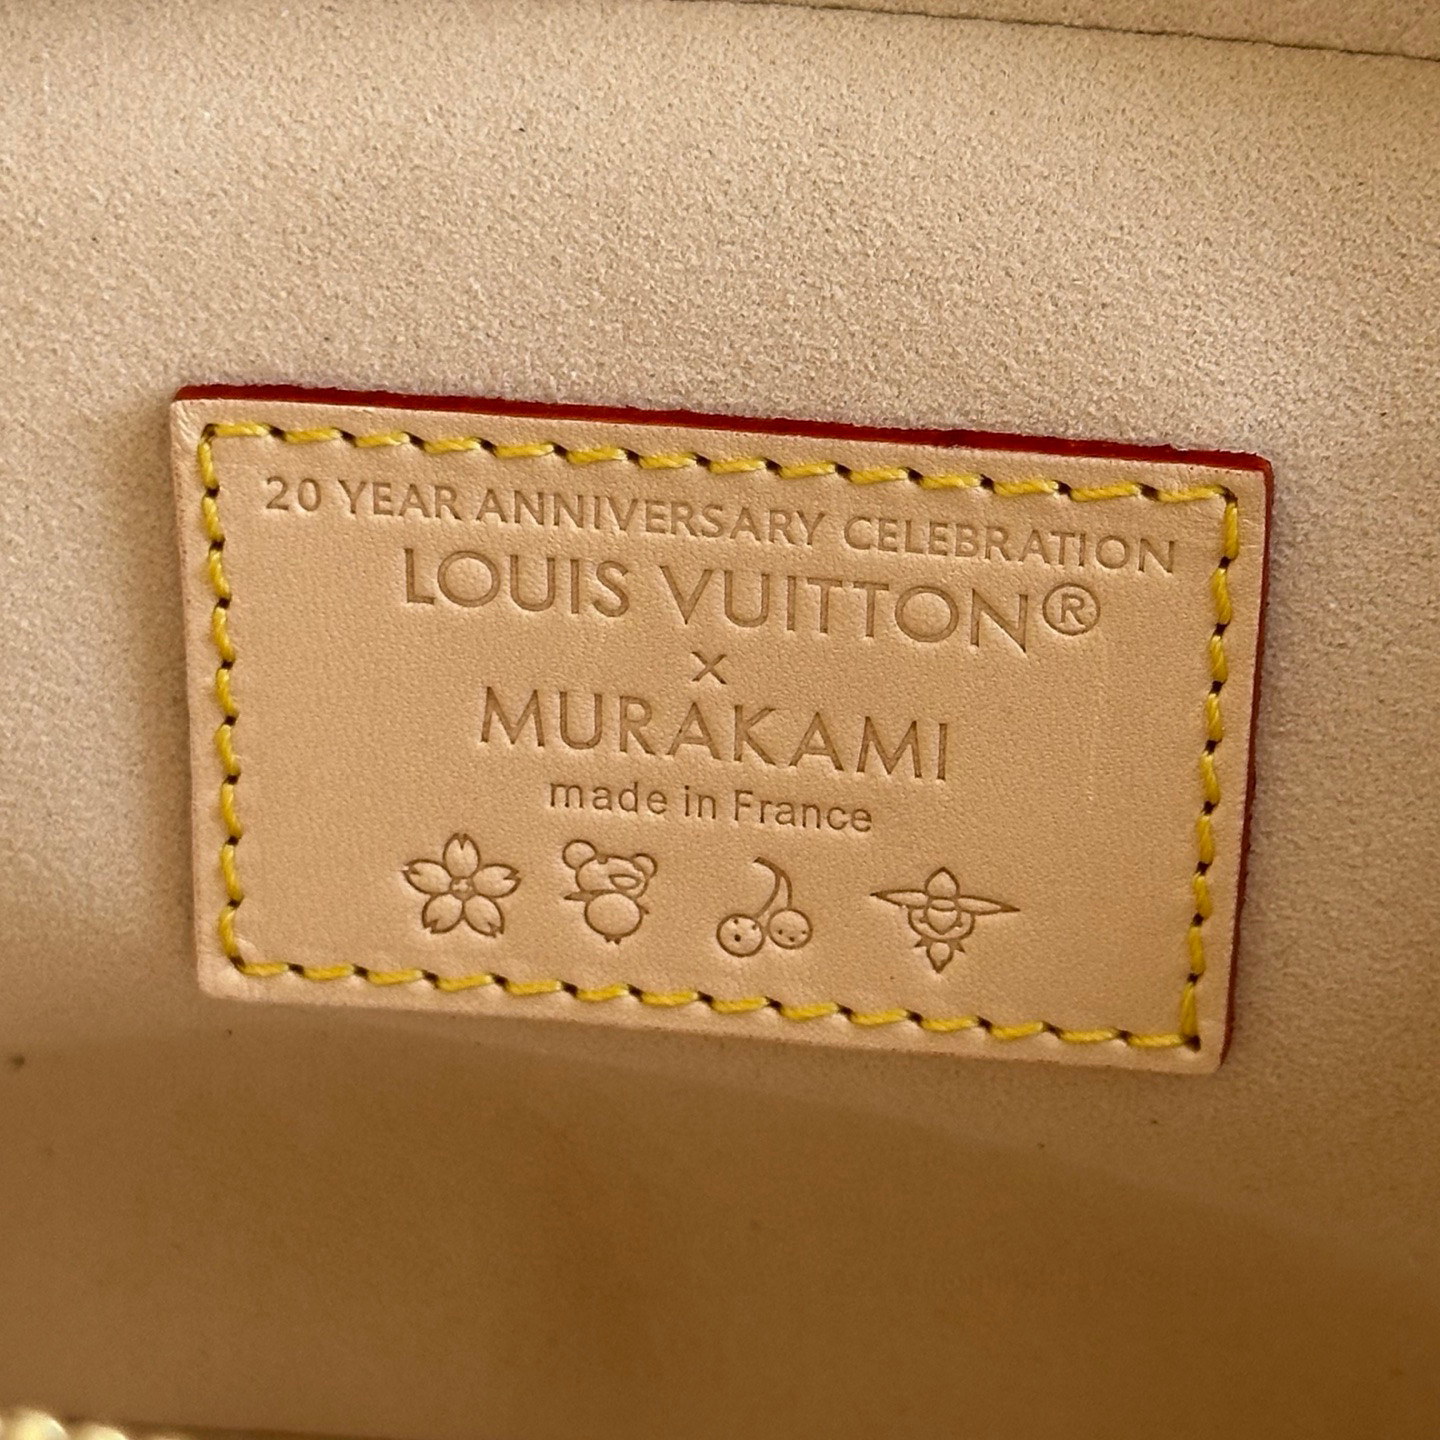 20 YEAR ANNIVERSARY CELEBRATION
LOUIS VUITTON®
×
MURAKAMI
made in France